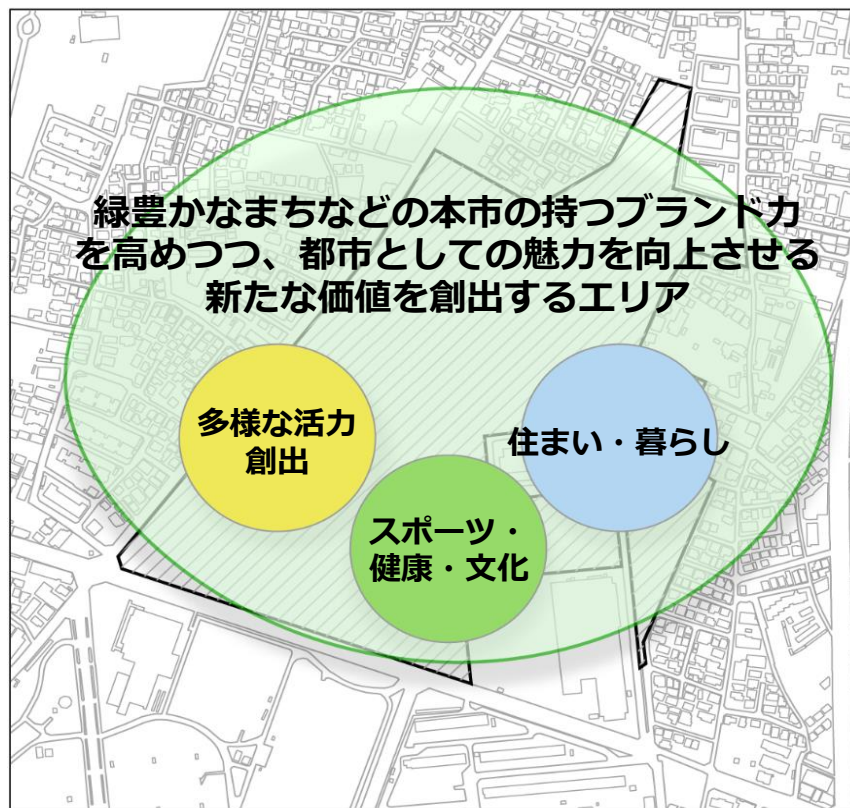 緑豊かなまちなどの本市の持つブランド力
を高めつつ、都市としての魅力を向上させる
新たな価値を創出するエリア
多様な活力
創出
住まい・暮らし
スポーツ・
健康・文化